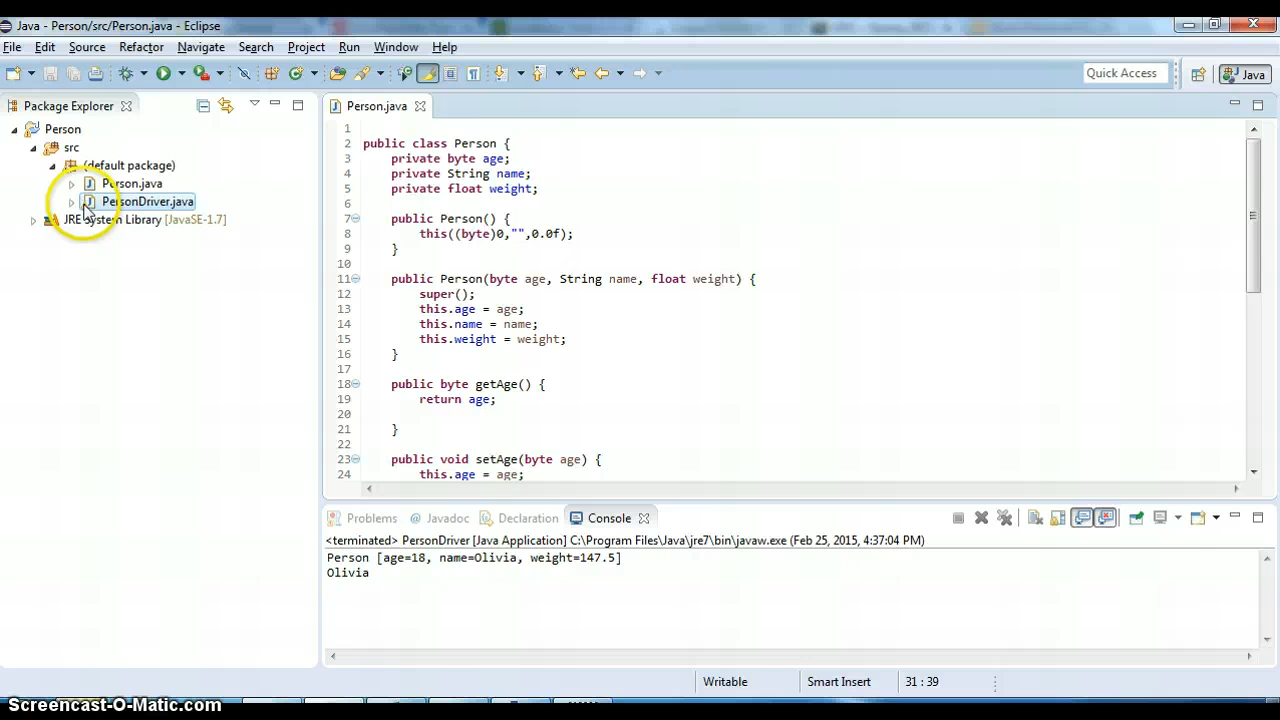 Java - Person/src/Person.java - Eclipse
File Edit Source Refactor Navigate Search Project Run Window Help
Quick Access
Java
Package Explorer
Person
src
(default package)
Person.java
PersonDriver.java
JRE System Library [JavaSE-1.7]
Person.java
1
2 public class Person {
3 private byte age;
4 private String name;
5 private float weight;
6
7 public Person() {
8 this((byte)0,"",0.0f);
9 }
10
11 public Person(byte age, String name, float weight) {
12 super();
13 this.age = age;
14 this.name = name;
15 this.weight = weight;
16 }
17
18 public byte getAge() {
19 return age;
20
21 }
22
23 public void setAge(byte age) {
24 this.age = age;
Problems @ Javadoc Declaration Console
<terminated> PersonDriver [Java Application] C:\Program Files\Java\jre7\bin\javaw.exe (Feb 25, 2015, 4:37:04 PM)
Person [age=18, name=Olivia, weight=147.5]
Olivia
Writable Smart Insert 31 : 39
Screencast-O-Matic.com